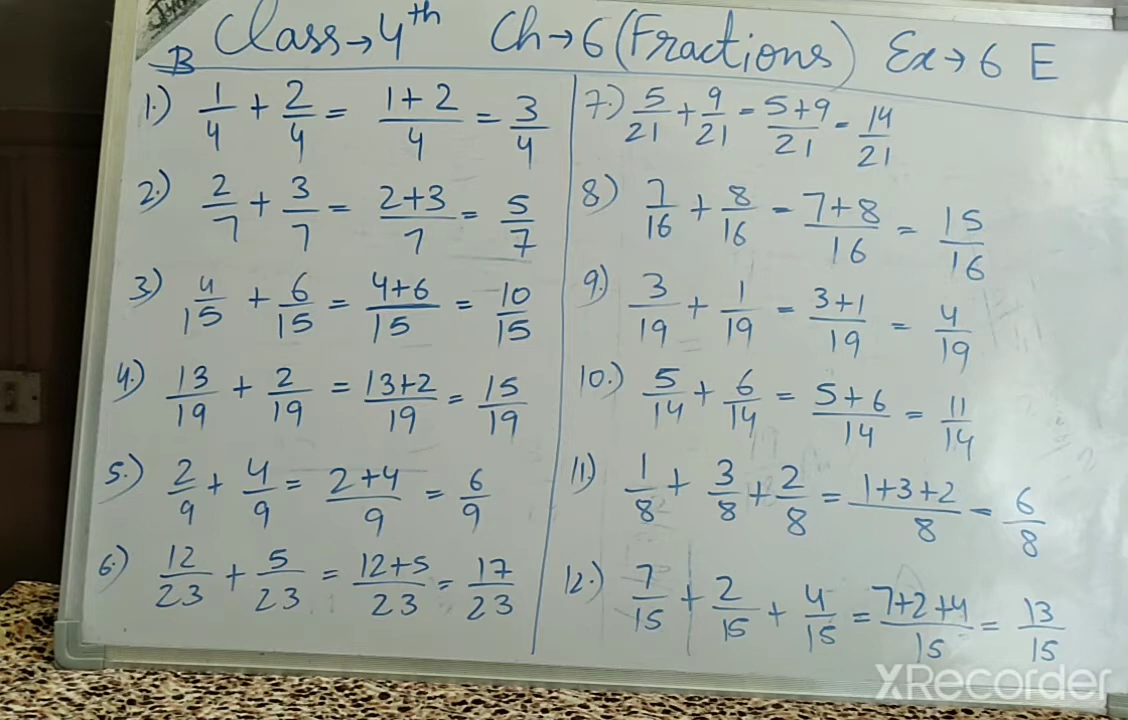 Class→4th Ch→6 (Fractions) Ex→6 E
B
1.) 1/4 + 2/4 = 1+2/4 = 3/4
2.) 2/7 + 3/7 = 2+3/7 = 5/7
3.) 4/15 + 6/15 = 4+6/15 = 10/15
4.) 13/19 + 2/19 = 13+2/19 = 15/19
5.) 2/9 + 4/9 = 2+4/9 = 6/9
6.) 12/23 + 5/23 = 12+5/23 = 17/23
7.) 5/21 + 9/21 = 5+9/21 = 14/21
8.) 7/16 + 8/16 = 7+8/16 = 15/16
9.) 3/19 + 1/19 = 3+1/19 = 4/19
10.) 5/14 + 6/14 = 5+6/14 = 11/14
11.) 1/8 + 3/8 + 2/8 = 1+3+2/8 = 6/8
12.) 7/15 + 2/15 + 4/15 = 7+2+4/15 = 13/15
XRecorder